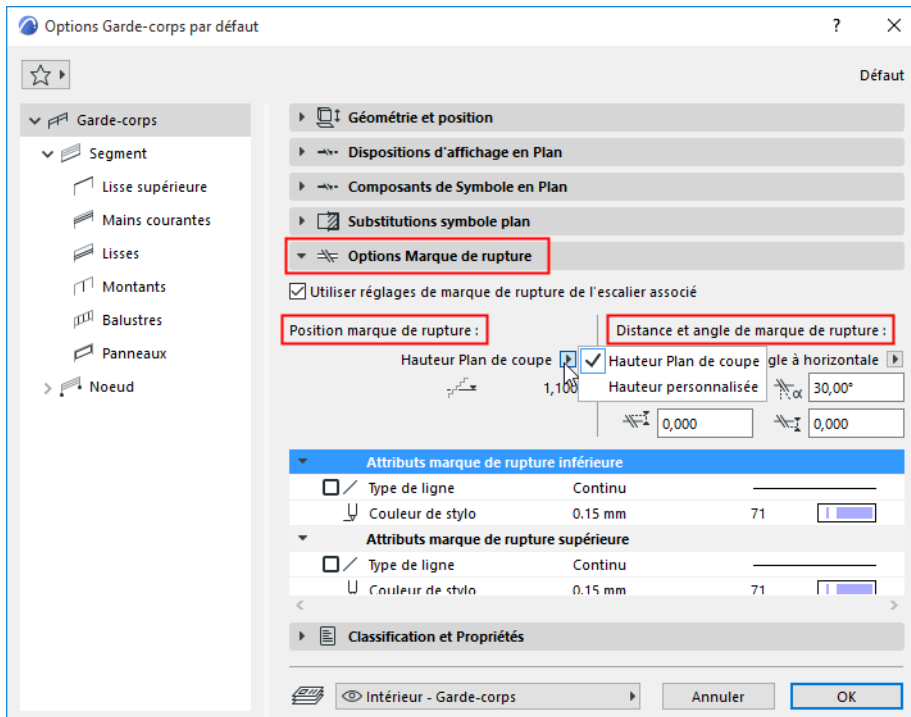 Options Garde-corps par défaut
?
Défaut
Garde-corps
Segment
Lisse supérieure
Mains courantes
Lisses
Montants
Balustres
Panneaux
Noeud
Géométrie et position
Dispositions d'affichage en Plan
Composants de Symbole en Plan
Substitutions symbole plan
Options Marque de rupture
Utiliser réglages de marque de rupture de l'escalier associé
Position marque de rupture :
Distance et angle de marque de rupture :
Hauteur Plan de coupe
Hauteur Plan de coupe
gle à horizontale
Hauteur personnalisée
1,100
α 30,00°
0,000
0,000
Attributs marque de rupture inférieure
Type de ligne Continu
Couleur de stylo 0.15 mm 71
Attributs marque de rupture supérieure
Type de ligne Continu
Couleur de stylo 0.15 mm 71
Classification et Propriétés
Intérieur - Garde-corps
Annuler
OK